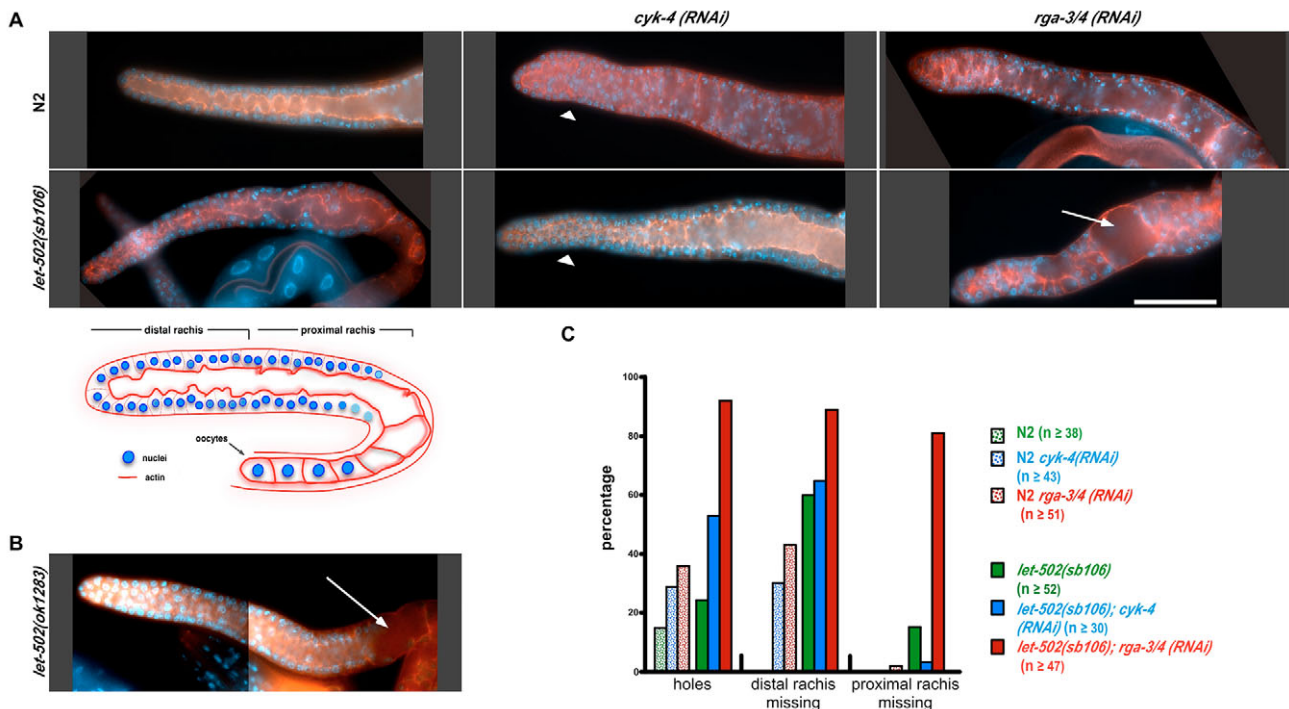 A
cyk-4 (RNAi)
rga-3/4 (RNAi)
N2
let-502(sb106)
distal rachis
proximal rachis
oocytes
nuclei
actin
B
let-502(ok1283)
C
percentage
100
80
60
40
20
0
holes
distal rachis
missing
proximal rachis
missing
N2 (n ≥ 38)
N2 cyk-4(RNAi)
(n ≥ 43)
N2 rga-3/4 (RNAi)
(n ≥ 51)
let-502(sb106)
(n ≥ 52)
let-502(sb106); cyk-4
(RNAi) (n ≥ 30)
let-502(sb106); rga-3/4 (RNAi)
(n ≥ 47)